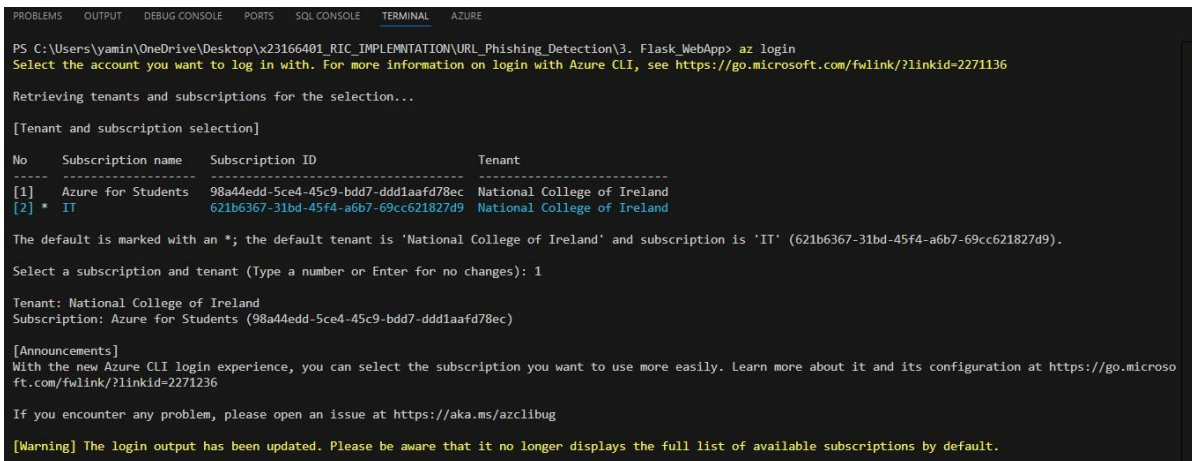 PROBLEMS OUTPUT DEBUG CONSOLE PORTS SQL CONSOLE TERMINAL AZURE
PS C:\Users\yamin\OneDrive\Desktop\x23166401_RIC_IMPLEMNTATION\URL_Phishing_Detection\3. Flask_WebApp> az login
Select the account you want to log in with. For more information on login with Azure CLI, see https://go.microsoft.com/fwlink/?linkid=2271136
Retrieving tenants and subscriptions for the selection...
[Tenant and subscription selection]
No Subscription name Subscription ID Tenant
----- ------------------- ------------------------------------ ---------------------------
[1] Azure for Students 98a44edd-5ce4-45c9-bdd7-ddd1aafd78ec National College of Ireland
[2] * IT 621b6367-31bd-45f4-a6b7-69cc621827d9 National College of Ireland
The default is marked with an *; the default tenant is 'National College of Ireland' and subscription is 'IT' (621b6367-31bd-45f4-a6b7-69cc621827d9).
Select a subscription and tenant (Type a number or Enter for no changes): 1
Tenant: National College of Ireland
Subscription: Azure for Students (98a44edd-5ce4-45c9-bdd7-ddd1aafd78ec)
[Announcements]
With the new Azure CLI login experience, you can select the subscription you want to use more easily. Learn more about it and its configuration at https://go.microso
ft.com/fwlink/?linkid=2271236
If you encounter any problem, please open an issue at https://aka.ms/azclibug
[Warning] The login output has been updated. Please be aware that it no longer displays the full list of available subscriptions by default.